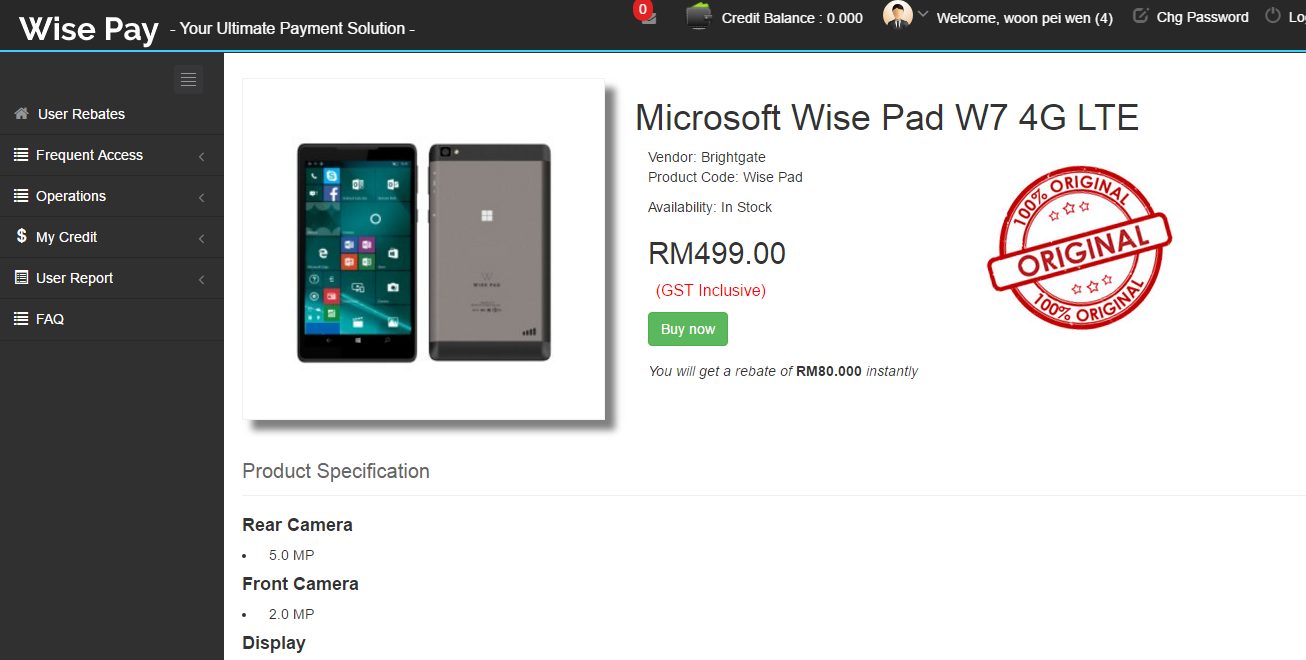 Wise Pay - Your Ultimate Payment Solution -
0
Credit Balance : 0.000
Welcome, woon pei wen (4)
Chg Password
User Rebates
Frequent Access
Operations
$ My Credit
User Report
FAQ
Microsoft Wise Pad W7 4G LTE
Vendor: Brightgate
Product Code: Wise Pad
Availability: In Stock
RM499.00
(GST Inclusive)
Buy now
You will get a rebate of RM80.000 instantly
100% ORIGINAL
ORIGINAL
100% ORIGINAL
WISE PAD
Product Specification
Rear Camera
• 5.0 MP
Front Camera
• 2.0 MP
Display